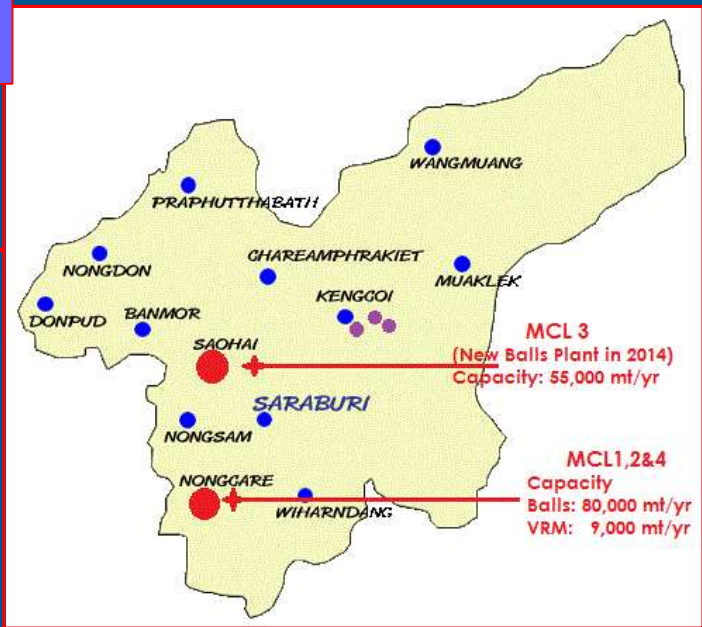 WANGMUANG
PRAPHUTTHABATH
CHAREAMPHRAKIET
NONGDON
MUAKLEK
KENGCOI
DONPUD
BANMOR
SAOHAI
MCL 3
(New Balls Plant in 2014)
Capacity: 55,000 mt/yr
SARABURI
NONGSAM
MCL1,2&4
NONGGARE
Capacity
Balls: 80,000 mt/yr
WIHARNDANG
VRM: 9,000 mt/yr